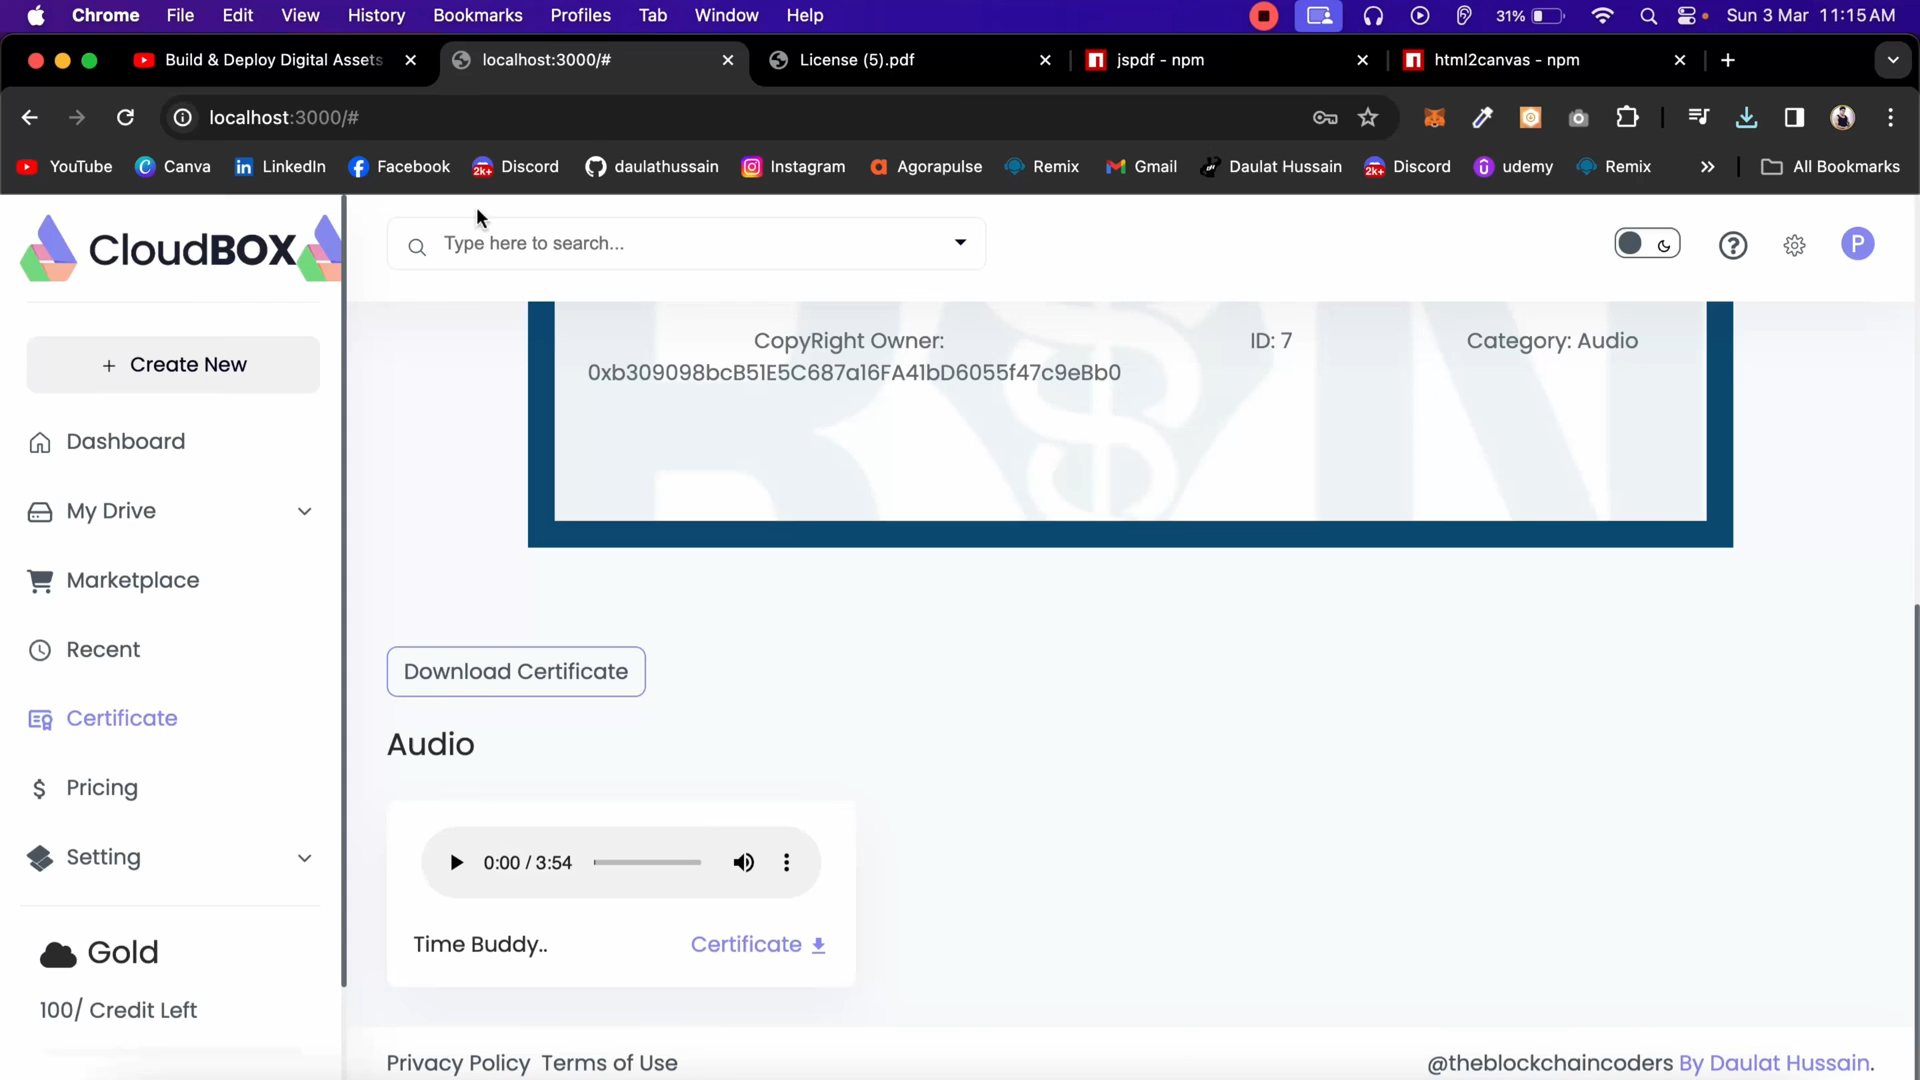 Chrome File Edit View History Bookmarks Profiles Tab Window Help 31% Sun 3 Mar 11:15 AM
Build & Deploy Digital Assets localhost:3000/# License (5).pdf jspdf - npm html2canvas - npm
localhost:3000/#
YouTube Canva LinkedIn Facebook Discord daulathussain Instagram Agorapulse Remix Gmail Daulat Hussain Discord udemy Remix » All Bookmarks
CloudBOX
Type here to search...
P
+ Create New
Dashboard
My Drive
Marketplace
Recent
Certificate
Pricing
Setting
Gold
100/ Credit Left
CopyRight Owner: ID: 7 Category: Audio
0xb309098bcB51E5C687a16FA41bD6055f47c9eBb0
Download Certificate
Audio
0:00 / 3:54
Time Buddy.. Certificate
Privacy Policy Terms of Use @theblockchaincoders By Daulat Hussain.